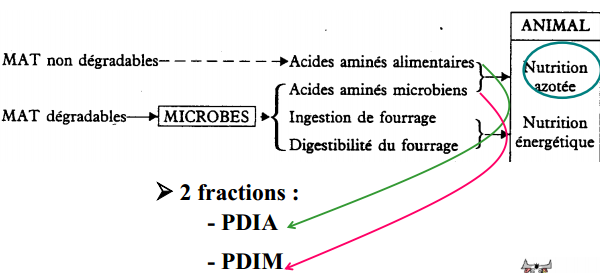 ANIMAL
MAT non dégradables Acides aminés alimentaires Nutrition
azotée
Acides aminés microbiens
MAT dégradables MICROBES Ingestion de fourrage Nutrition
énergétique
Digestibilité du fourrage
➢ 2 fractions :
- PDIA
- PDIM